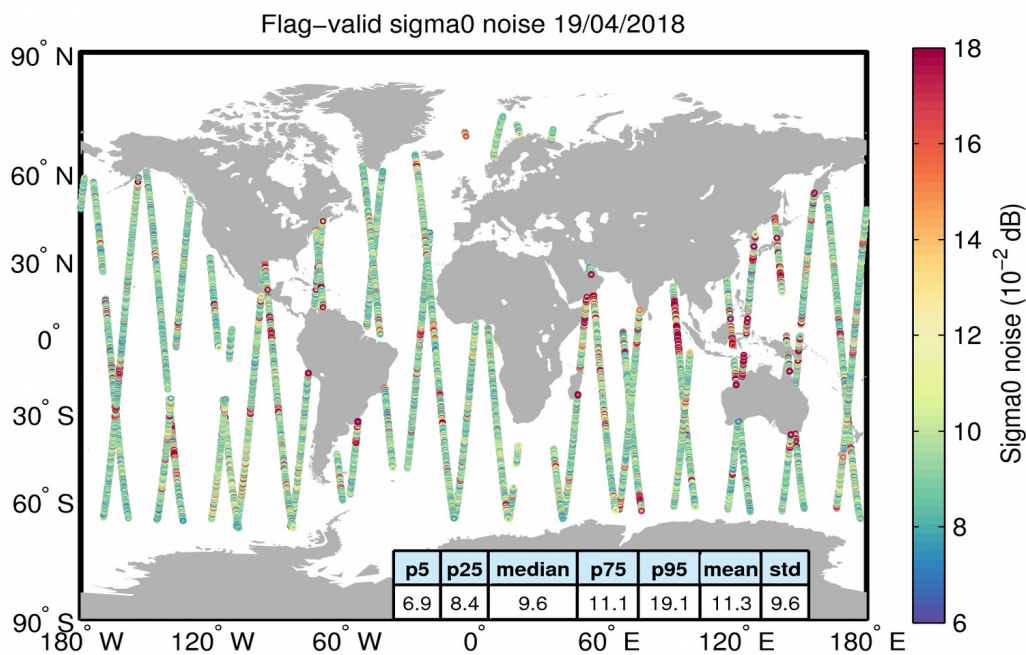 Flag−valid sigma0 noise 19/04/2018
90° N
60° N
30° N
0°
30° S
60° S
90° S
180° W
120° W
60° W
0°
60° E
120° E
180° E
p5 p25 median p75 p95 mean std
6.9 8.4 9.6 11.1 19.1 11.3 9.6
18
16
14
12
10
8
6
Sigma0 noise (10⁻² dB)